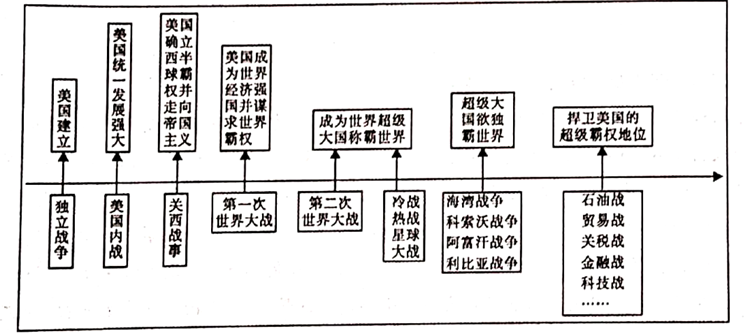 美国建立
美国统一发展强大
美国
确立
西半
球霸
权并
走向
帝国
主义
美国成
为世界
经济强
国并谋
求世界
霸权
成为世界超级
大国称霸世界
超级大
国欲独
霸世界
捍卫美国的
超级霸权地位
独立战争
美国内战
关西战事
第一次
世界大战
第二次
世界大战
冷战
热战
星球
大战
海湾战争
科索沃战争
阿富汗战争
利比亚战争
石油战
贸易战
关税战
金融战
科技战
……